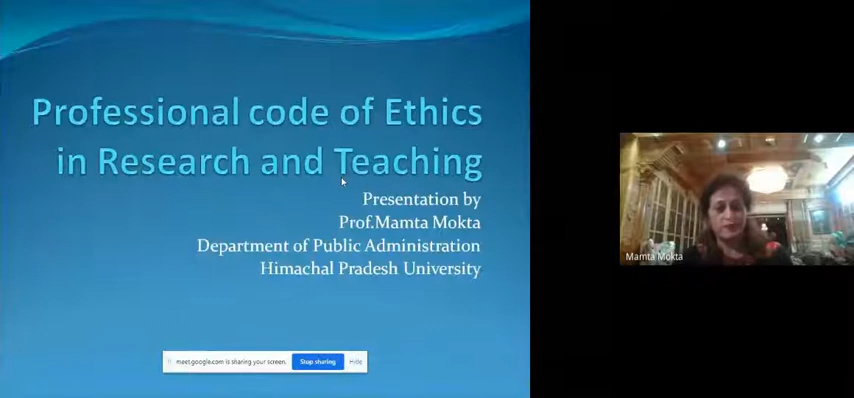 Professional code of Ethics
in Research and Teaching
Presentation by
Prof.Mamta Mokta
Department of Public Administration
Himachal Pradesh University
meet.google.com is sharing your screen.
Stop sharing
Hide
Mamta Mokta